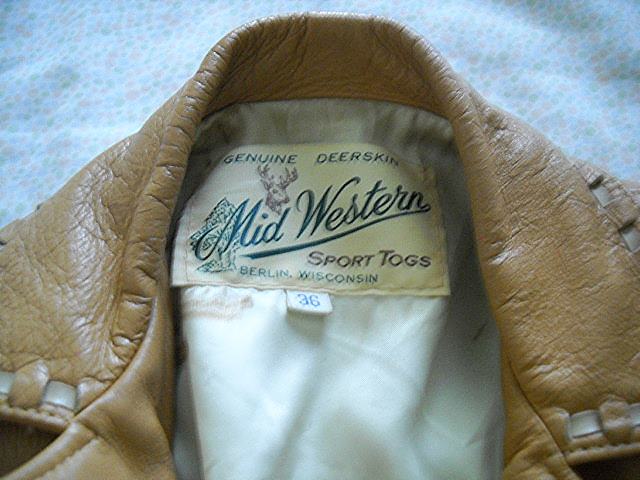 GENUINE DEERSKIN
Mid Western
SPORT TOGS
BERLIN, WISCONSIN
36